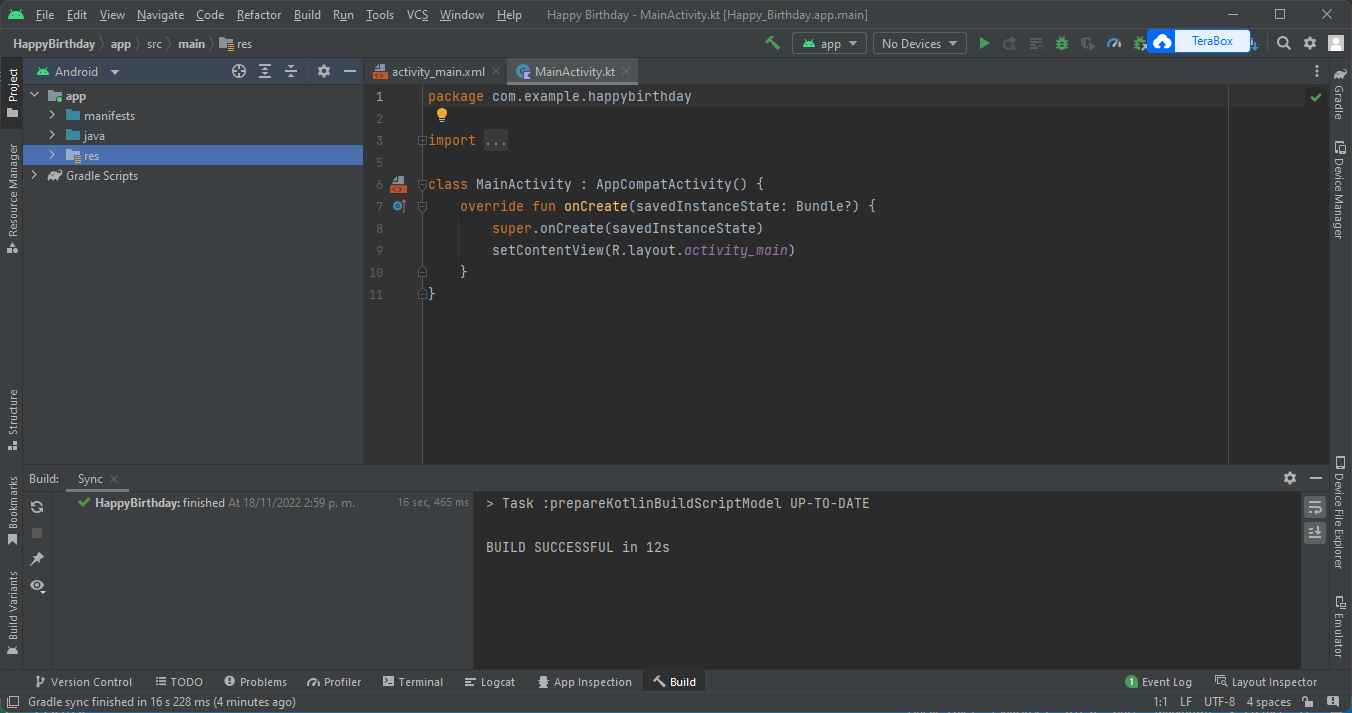 File Edit View Navigate Code Refactor Build Run Tools VCS Window Help Happy Birthday - MainActivity.kt [Happy_Birthday.app.main]
HappyBirthday app src main res app No Devices TeraBox
Project
Android
activity_main.xml MainActivity.kt
Gradle
app
manifests
java
res
Gradle Scripts
Resource Manager
1 package com.example.happybirthday
2
3 import ...
5
6 class MainActivity : AppCompatActivity() {
7 override fun onCreate(savedInstanceState: Bundle?) {
8 super.onCreate(savedInstanceState)
9 setContentView(R.layout.activity_main)
10 }
11 }
Device Manager
Structure
Bookmarks
Build Variants
Build: Sync
HappyBirthday: finished At 18/11/2022 2:59 p. m. 16 sec, 465 ms
> Task :prepareKotlinBuildScriptModel UP-TO-DATE
BUILD SUCCESSFUL in 12s
Device File Explorer
Emulator
Version Control TODO Problems Profiler Terminal Logcat App Inspection Build 1 Event Log Layout Inspector
Gradle sync finished in 16 s 228 ms (4 minutes ago) 1:1 LF UTF-8 4 spaces